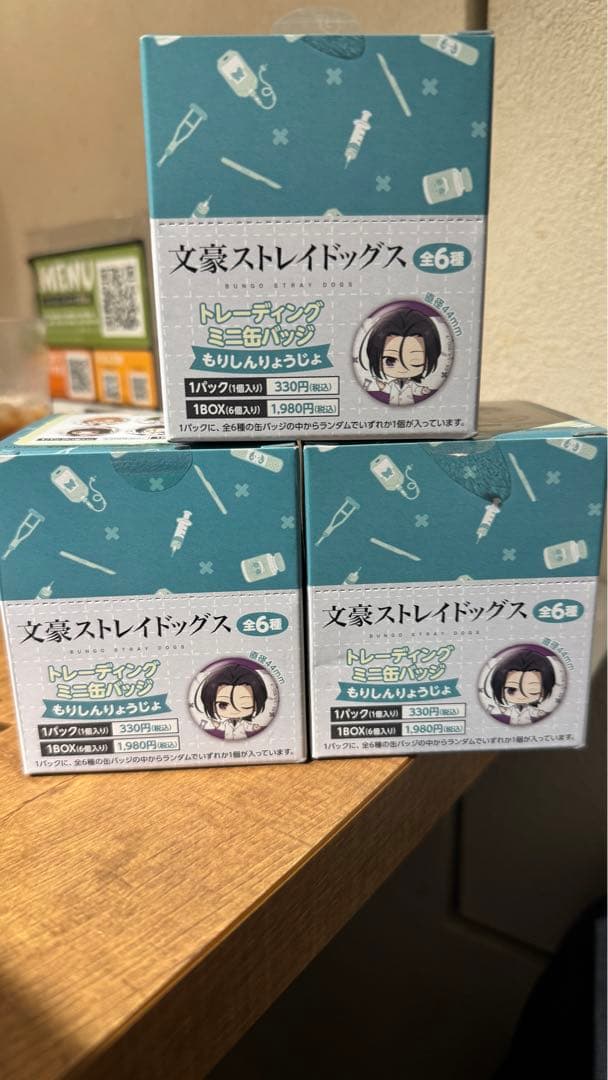 MENU
文豪ストレイドッグス
全6種
BUNGO STRAY DOGS
トレーディング
ミニ缶バッジ
もりしんりょうじょ
直径44mm
1パック(1個入り) 330円(税込)
1BOX(6個入り) 1,980円(税込)
1パックに、全6種の缶バッジの中からランダムでいずれか1個が入っています。
文豪ストレイドッグス
全6種
BUNGO STRAY DOGS
トレーディング
ミニ缶バッジ
もりしんりょうじょ
直径44mm
1パック(1個入り) 330円(税込)
1BOX(6個入り) 1,980円(税込)
1パックに、全6種の缶バッジの中からランダムでいずれか1個が入っています。
文豪ストレイドッグス
全6種
BUNGO STRAY DOGS
トレーディング
ミニ缶バッジ
もりしんりょうじょ
直径44mm
1パック(1個入り) 330円(税込)
1BOX(6個入り) 1,980円(税込)
1パックに、全6種の缶バッジの中からランダムでいずれか1個が入っています。